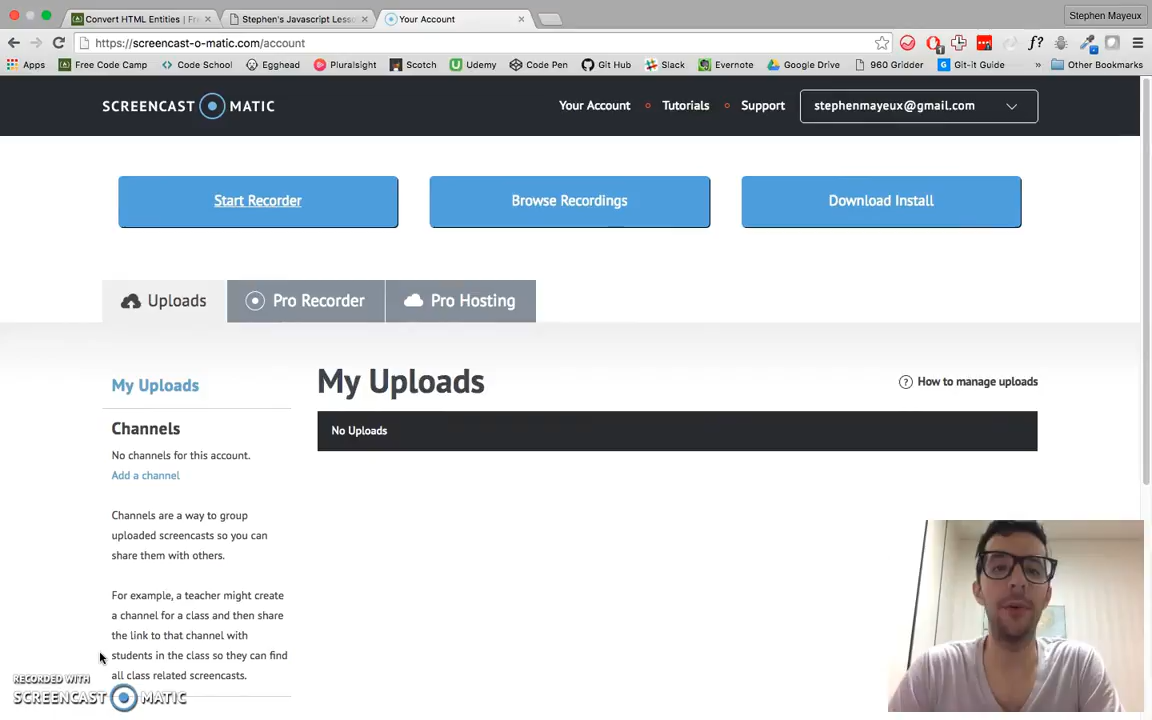 Convert HTML Entities | Fre
Stephen's Javascript Lesso
Your Account
Stephen Mayeux
https://screencast-o-matic.com/account
Apps
Free Code Camp
Code School
Egghead
Pluralsight
Scotch
Udemy
Code Pen
Git Hub
Slack
Evernote
Google Drive
960 Gridder
Git-it Guide
»
Other Bookmarks
SCREENCAST MATIC
Your Account
Tutorials
Support
stephenmayeux@gmail.com
Start Recorder
Browse Recordings
Download Install
Uploads
Pro Recorder
Pro Hosting
My Uploads
Channels
No channels for this account.
Add a channel
Channels are a way to group
uploaded screencasts so you can
share them with others.
For example, a teacher might create
a channel for a class and then share
the link to that channel with
students in the class so they can find
all class related screencasts.
My Uploads
? How to manage uploads
No Uploads
RECORDED WITH
SCREENCAST MATIC